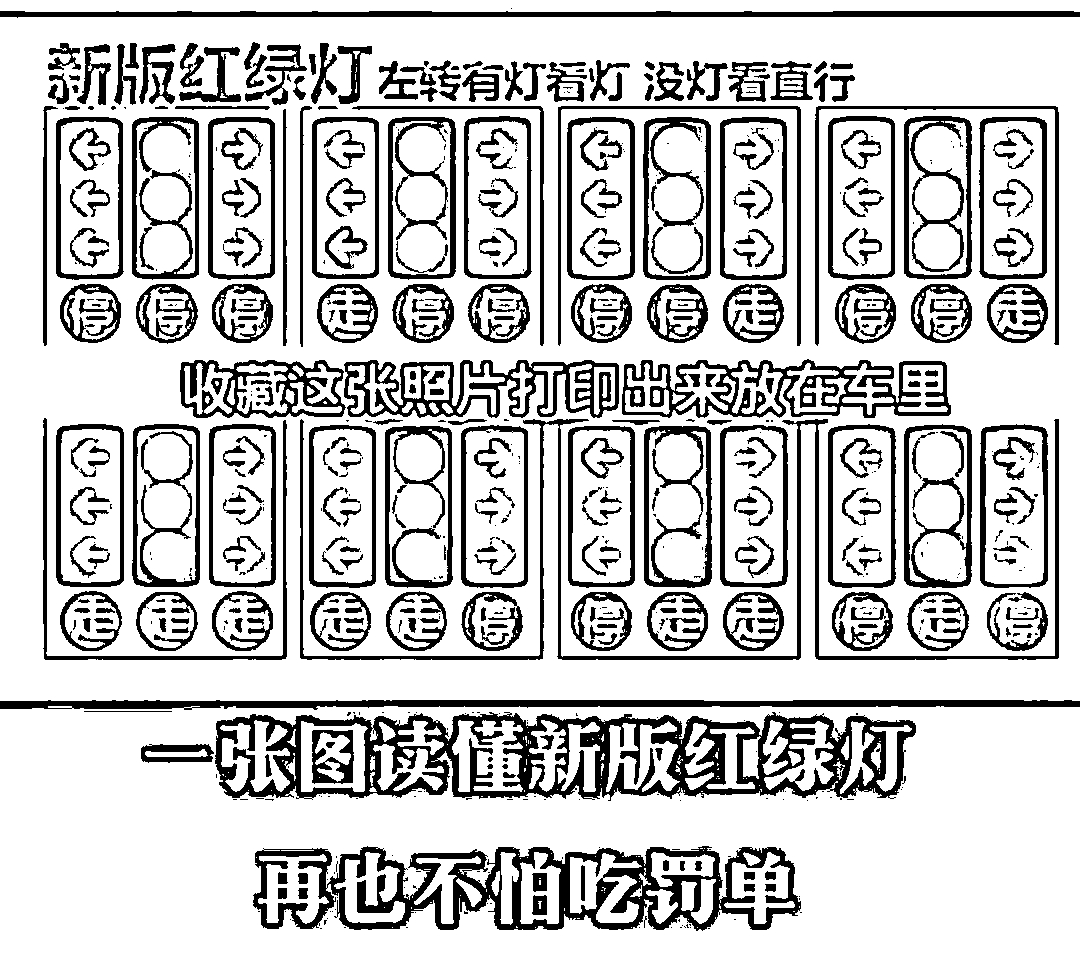 新版红绿灯 左转有灯看灯 没灯看直行
停 停 停 走 停 停 停 停 走 停 停 走
收藏这张照片打印出来放在车里
走 走 走 走 走 停 停 走 走 停 走 停
一张图读懂新版红绿灯
再也不怕吃罚单